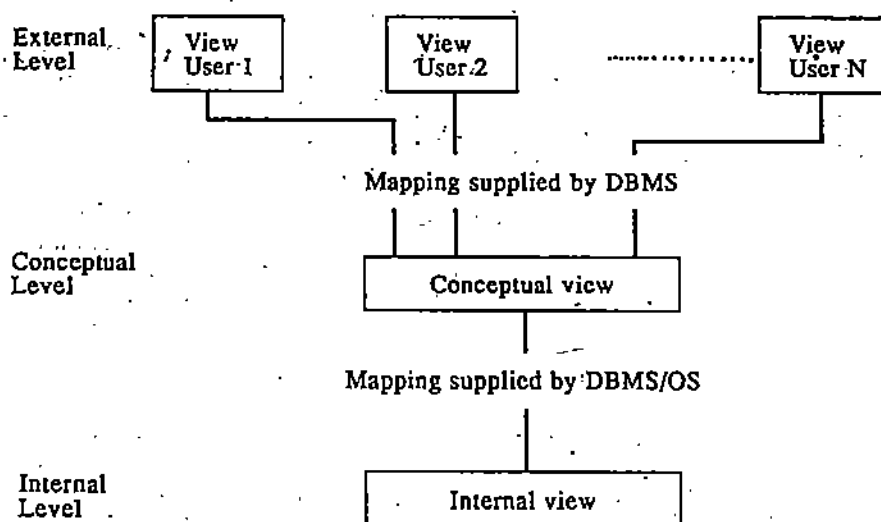 External
Level
View
User 1
View
User 2
View
User N
Mapping supplied by DBMS
Conceptual
Level
Conceptual view
Mapping supplied by DBMS/OS
Internal
Level
Internal view